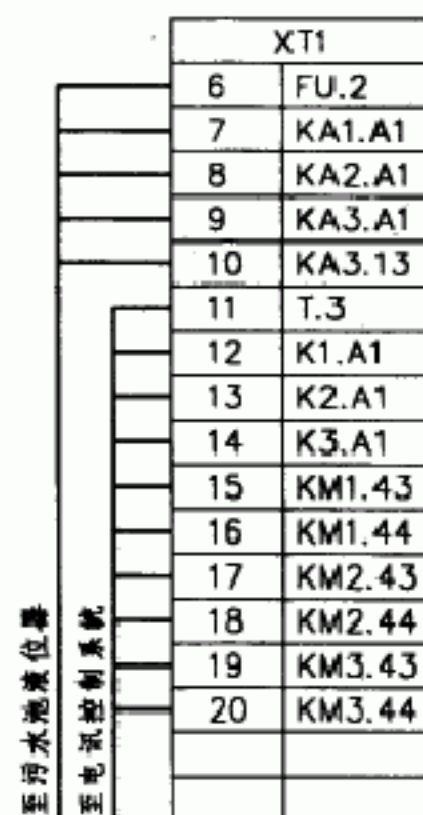 XT1
6 FU.2
7 KA1.A1
8 KA2.A1
9 KA3.A1
10 KA3.13
11 T.3
12 K1.A1
13 K2.A1
14 K3.A1
15 KM1.43
16 KM1.44
17 KM2.43
18 KM2.44
19 KM3.43
20 KM3.44
至污水池液位器
至电讯控制系统